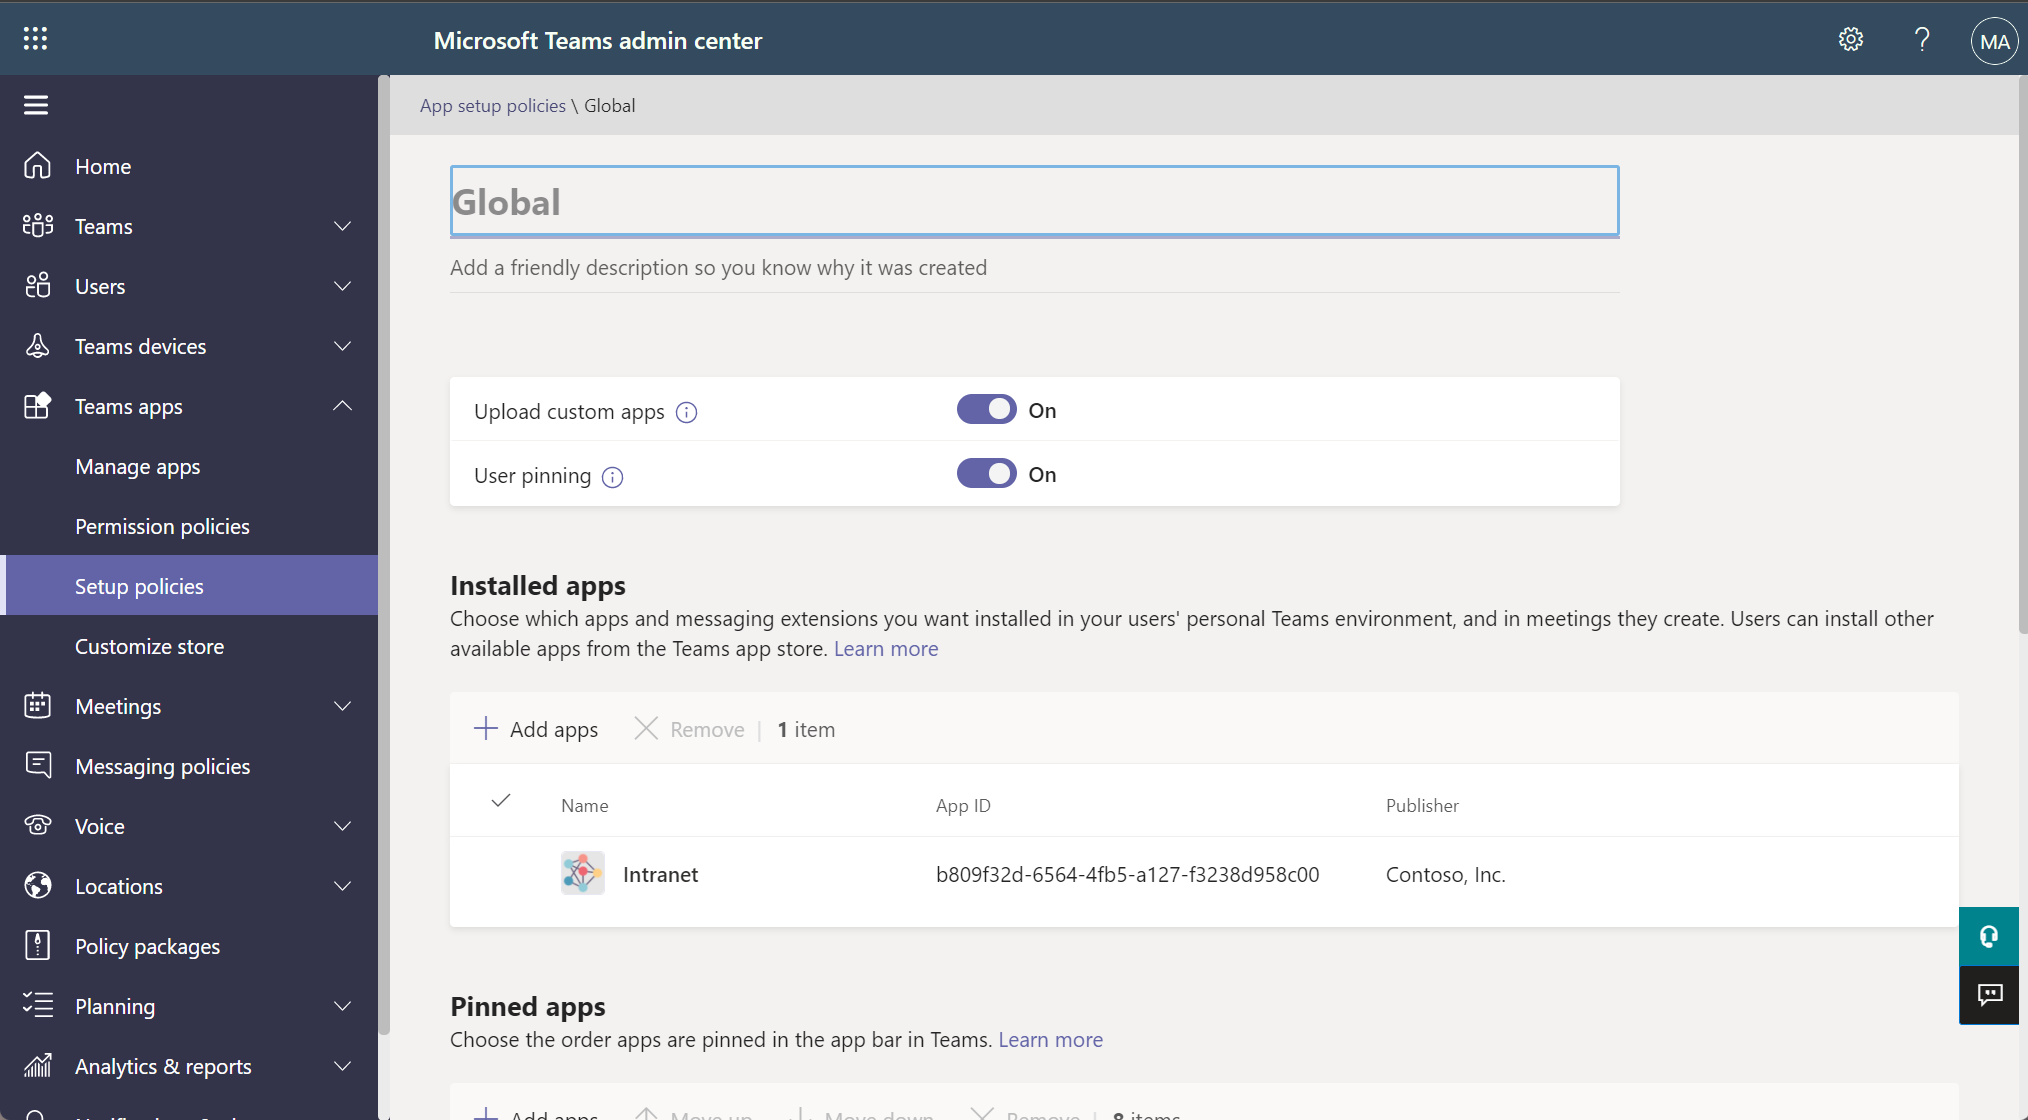 Microsoft Teams admin center
?
MA
App setup policies \ Global
Home
Teams
Users
Teams devices
Teams apps
Manage apps
Permission policies
Setup policies
Customize store
Meetings
Messaging policies
Voice
Locations
Policy packages
Planning
Analytics & reports
Global
Add a friendly description so you know why it was created
Upload custom apps On
User pinning On
Installed apps
Choose which apps and messaging extensions you want installed in your users' personal Teams environment, and in meetings they create. Users can install other
available apps from the Teams app store. Learn more
Add apps Remove | 1 item
Name App ID Publisher
Intranet b809f32d-6564-4fb5-a127-f3238d958c00 Contoso, Inc.
Pinned apps
Choose the order apps are pinned in the app bar in Teams. Learn more
Add apps Move up Move down Remove | 8 items